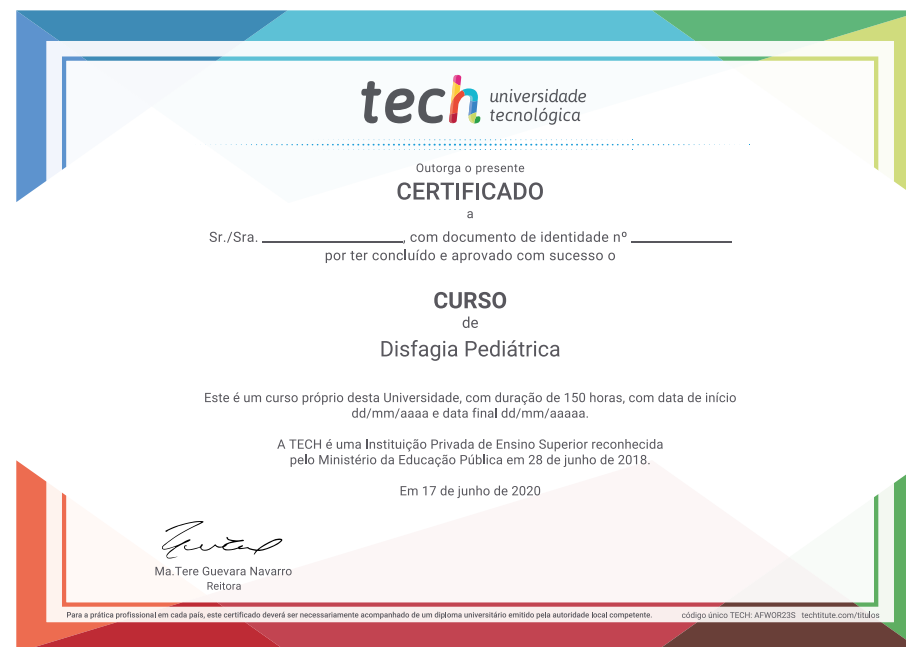 tech universidade
tecnológica
Outorga o presente
CERTIFICADO
a
Sr./Sra. ____________, com documento de identidade nº ____________
por ter concluído e aprovado com sucesso o
CURSO
de
Disfagia Pediátrica
Este é um curso próprio desta Universidade, com duração de 150 horas, com data de início
dd/mm/aaaa e data final dd/mm/aaaaa.
A TECH é uma Instituição Privada de Ensino Superior reconhecida
pelo Ministério da Educação Pública em 28 de junho de 2018.
Em 17 de junho de 2020
Ma.Tere Guevara Navarro
Reitora
Para a prática profissional em cada país, este certificado deverá ser necessariamente acompanhado de um diploma universitário emitido pela autoridade local competente. código único TECH: AFWOR23S techtitute.com/titulos